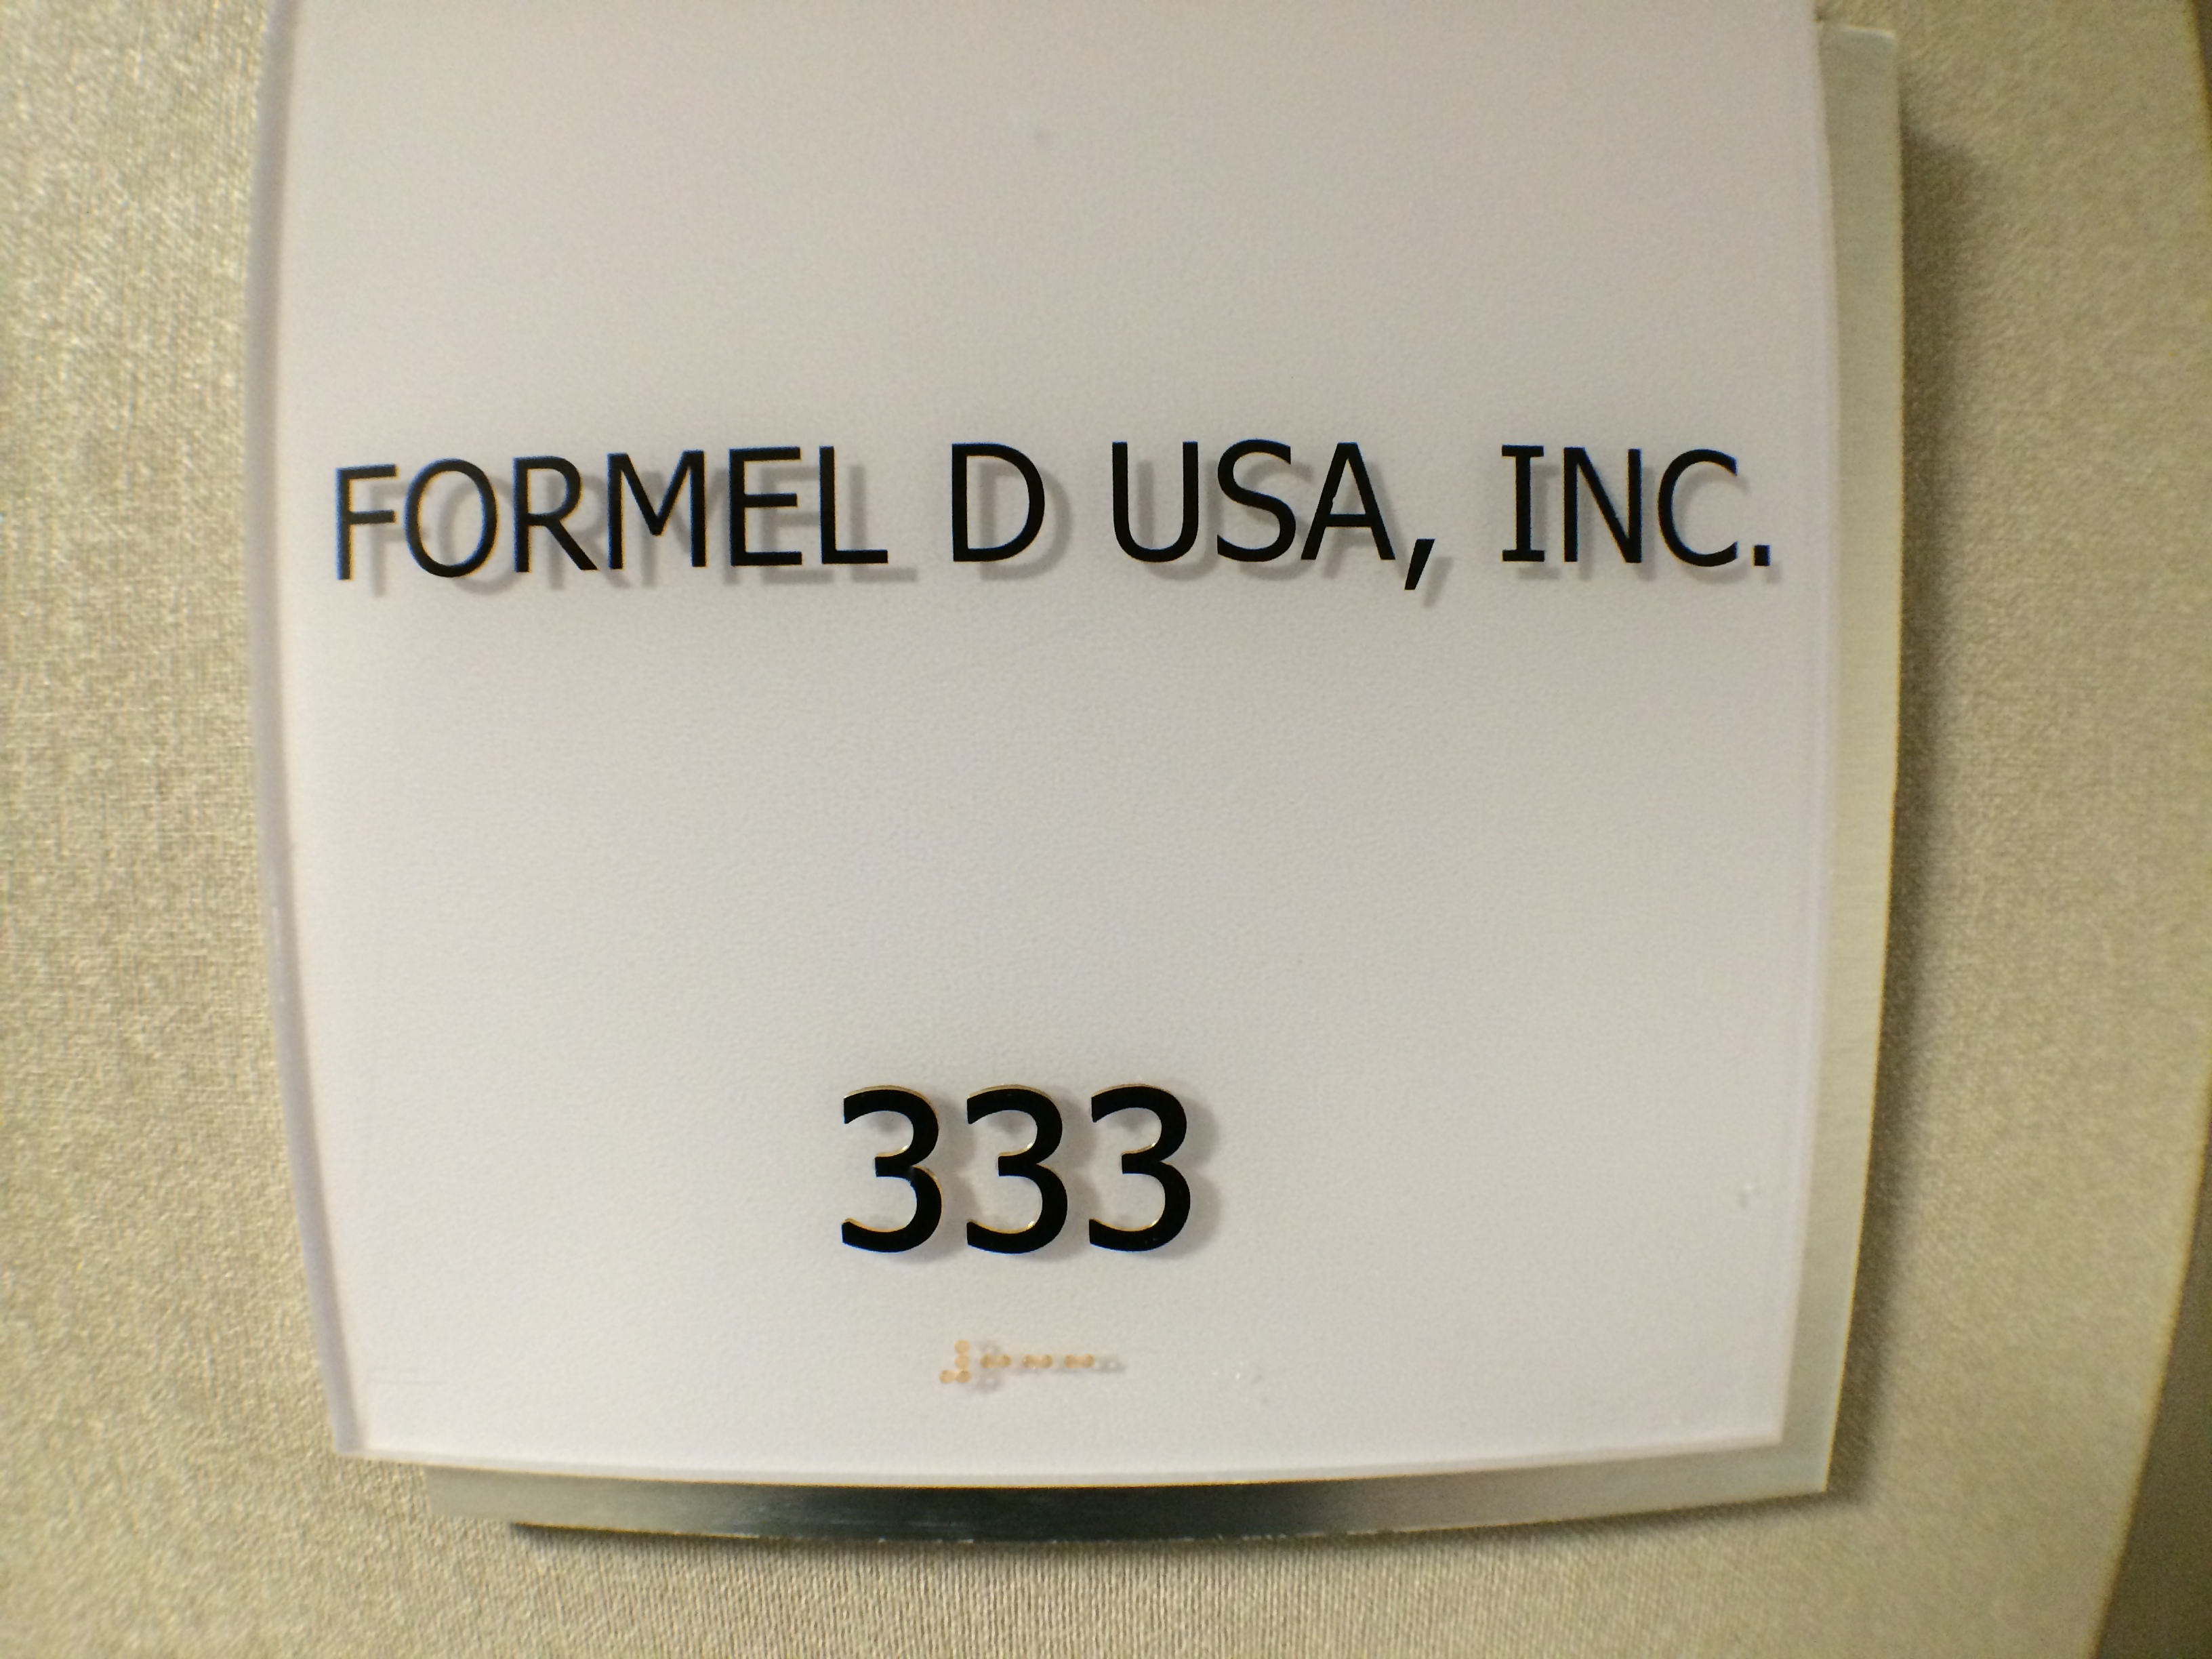 FORMEL D USA, INC.
333
⠼⠉⠉⠉